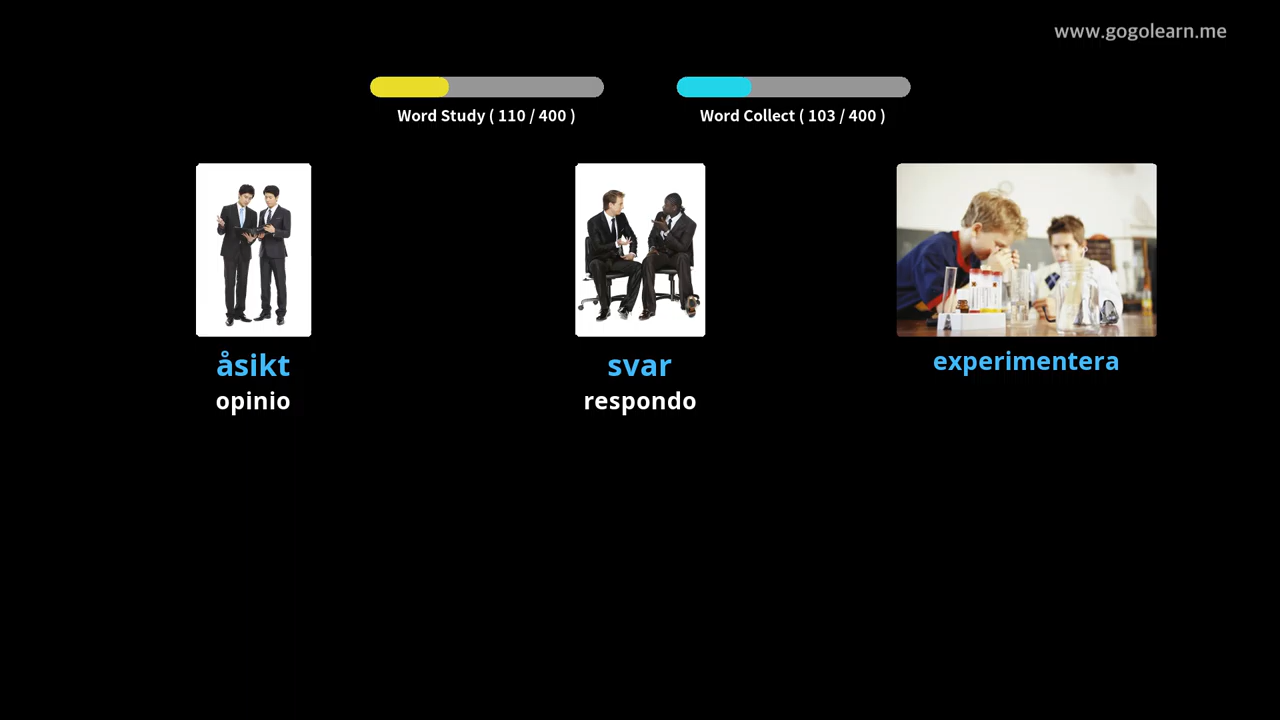 www.gogolearn.me
Word Study ( 110 / 400 )
Word Collect ( 103 / 400 )
åsikt
opinio
svar
respondo
experimentera